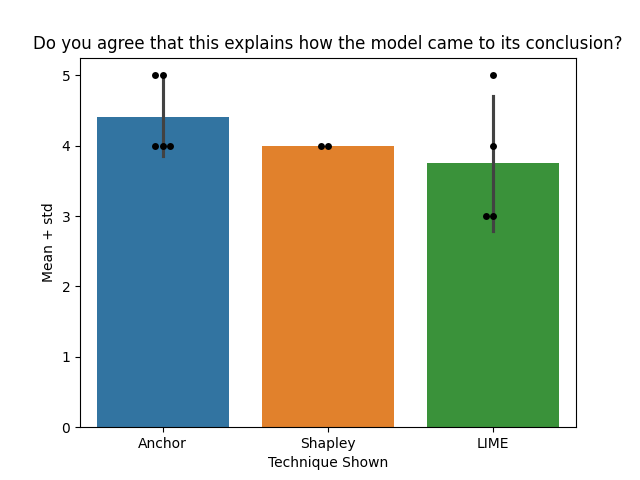 Do you agree that this explains how the model came to its conclusion?
5
4
3
2
1
0
Mean + std
Anchor
Shapley
LIME
Technique Shown